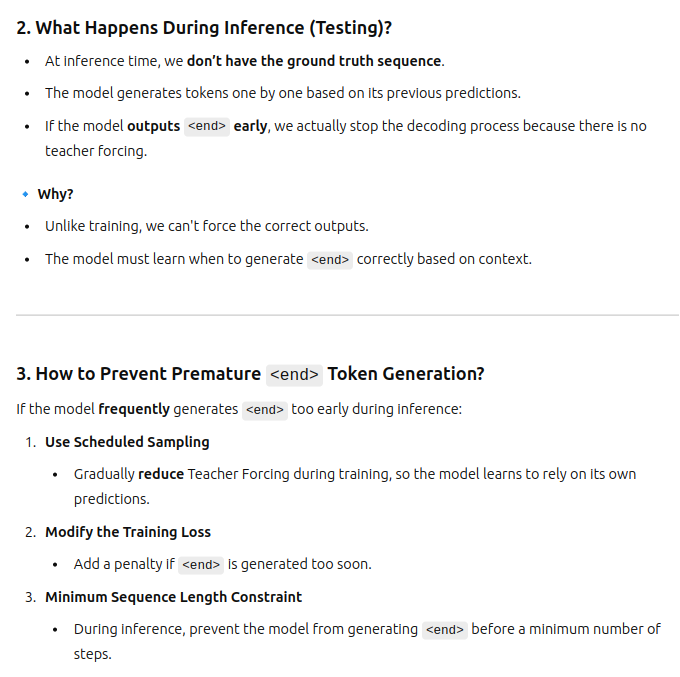 2. What Happens During Inference (Testing)?
• At inference time, we don't have the ground truth sequence.
• The model generates tokens one by one based on its previous predictions.
• If the model outputs <end> early, we actually stop the decoding process because there is no
teacher forcing.
🔹 Why?
• Unlike training, we can't force the correct outputs.
• The model must learn when to generate <end> correctly based on context.
3. How to Prevent Premature <end> Token Generation?
If the model frequently generates <end> too early during inference:
1. Use Scheduled Sampling
• Gradually reduce Teacher Forcing during training, so the model learns to rely on its own
predictions.
2. Modify the Training Loss
• Add a penalty if <end> is generated too soon.
3. Minimum Sequence Length Constraint
• During inference, prevent the model from generating <end> before a minimum number of
steps.